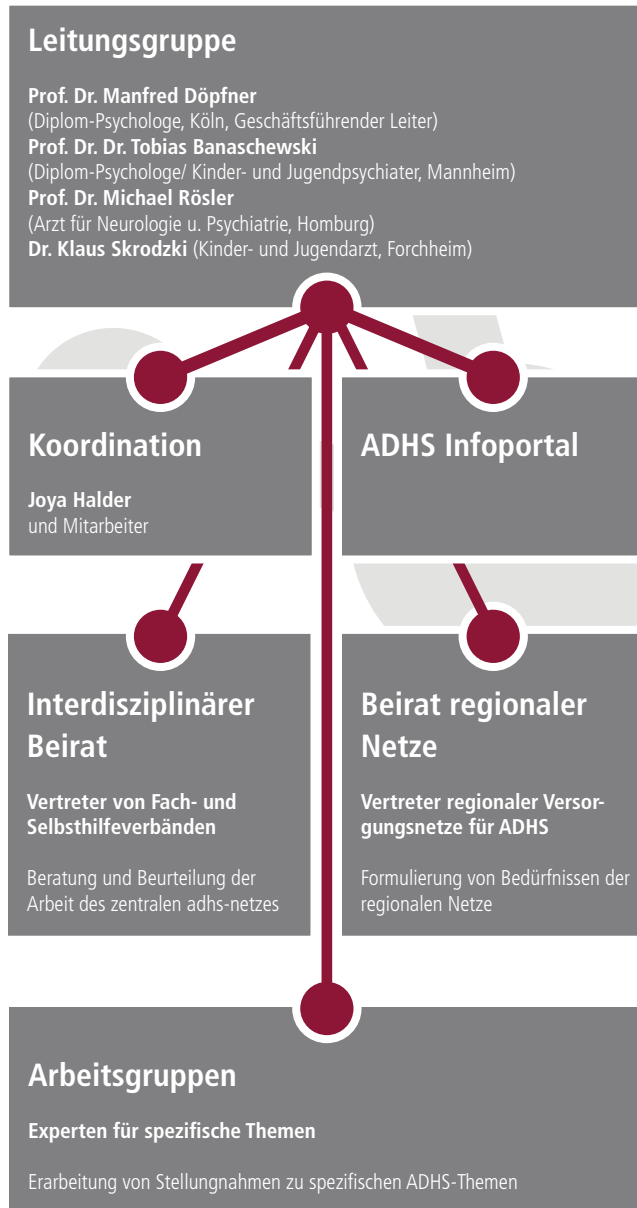 Leitungsgruppe
Prof. Dr. Manfred Döpfner
(Diplom-Psychologe, Köln, Geschäftsführender Leiter)
Prof. Dr. Dr. Tobias Banaschewski
(Diplom-Psychologe/ Kinder- und Jugendpsychiater, Mannheim)
Prof. Dr. Michael Rösler
(Arzt für Neurologie u. Psychiatrie, Homburg)
Dr. Klaus Skrodzki (Kinder- und Jugendarzt, Forchheim)
Koordination
Joya Halder
und Mitarbeiter
ADHS Infoportal
Interdisziplinärer
Beirat
Vertreter von Fach- und
Selbsthilfeverbänden
Beratung und Beurteilung der
Arbeit des zentralen adhs-netzes
Beirat regionaler
Netze
Vertreter regionaler Versor-
gungsnetze für ADHS
Formulierung von Bedürfnissen der
regionalen Netze
Arbeitsgruppen
Experten für spezifische Themen
Erarbeitung von Stellungnahmen zu spezifischen ADHS-Themen